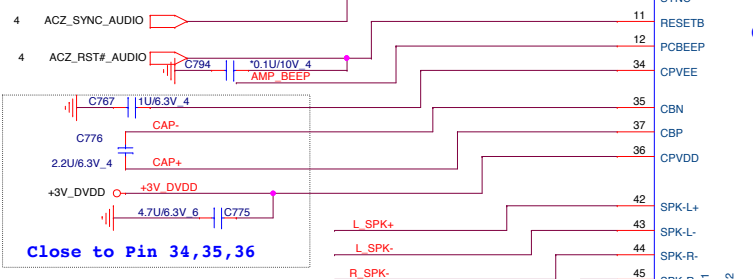 4 ACZ_SYNC_AUDIO
11 RESETB
12 PCBEEP
4 ACZ_RST#_AUDIO
C794 *0.1U/10V_4
AMP_BEEP
34 CPVEE
C767 1U/6.3V_4
35 CBN
CAP-
37 CBP
C776
2.2U/6.3V_4 CAP+
36 CPVDD
+3V_DVDD +3V_DVDD
4.7U/6.3V_6 C775
42 SPK-L+
L_SPK+
43 SPK-L-
L_SPK-
44 SPK-R-
Close to Pin 34,35,36
R_SPK-
45